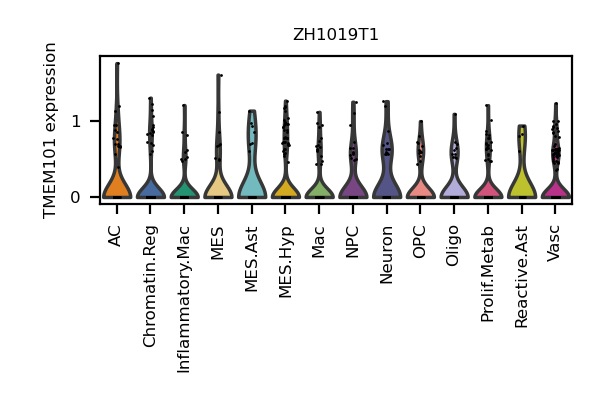 ZH1019T1
TMEM101 expression
1
0
AC
Chromatin.Reg
Inflammatory.Mac
MES
MES.Ast
MES.Hyp
Mac
NPC
Neuron
OPC
Oligo
Prolif.Metab
Reactive.Ast
Vasc